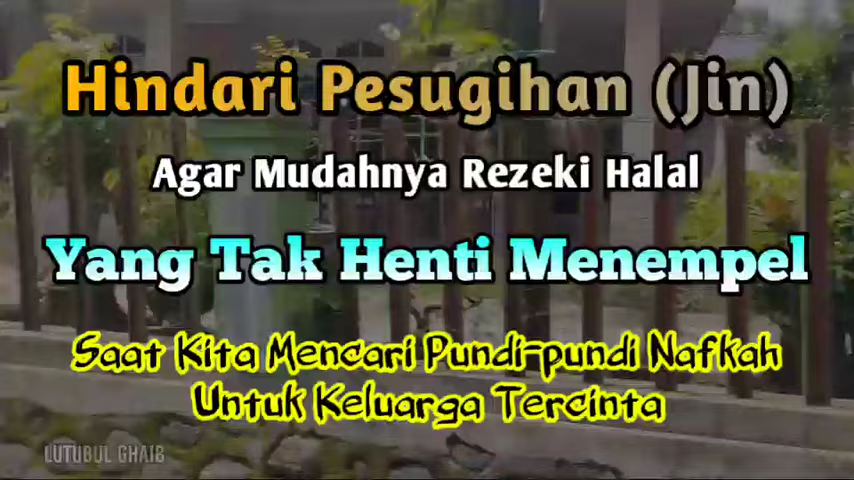 Hindari Pesugihan (Jin)
Agar Mudahnya Rezeki Halal
Yang Tak Henti Menempel
Saat Kita Mencari Pundi-pundi Nafkah
Untuk Keluarga Tercinta
LUTUBUL GHAIB